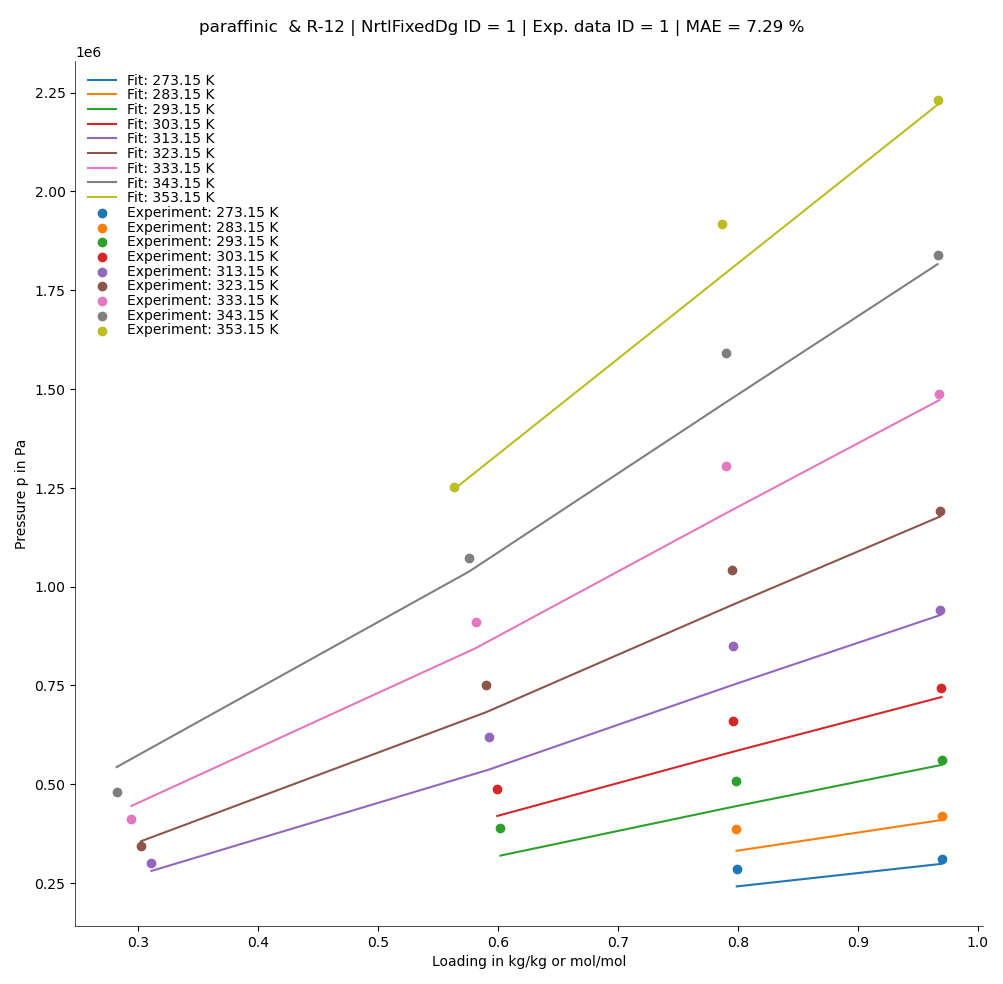 paraffinic  & R-12 | NrtlFixedDg ID = 1 | Exp. data ID = 1 | MAE = 7.29 %
1e6
Fit: 273.15 K
Fit: 283.15 K
Fit: 293.15 K
Fit: 303.15 K
Fit: 313.15 K
Fit: 323.15 K
Fit: 333.15 K
Fit: 343.15 K
Fit: 353.15 K
Experiment: 273.15 K
Experiment: 283.15 K
Experiment: 293.15 K
Experiment: 303.15 K
Experiment: 313.15 K
Experiment: 323.15 K
Experiment: 333.15 K
Experiment: 343.15 K
Experiment: 353.15 K
2.25
2.00
1.75
1.50
1.25
1.00
0.75
0.50
0.25
Pressure p in Pa
0.3 0.4 0.5 0.6 0.7 0.8 0.9 1.0
Loading in kg/kg or mol/mol